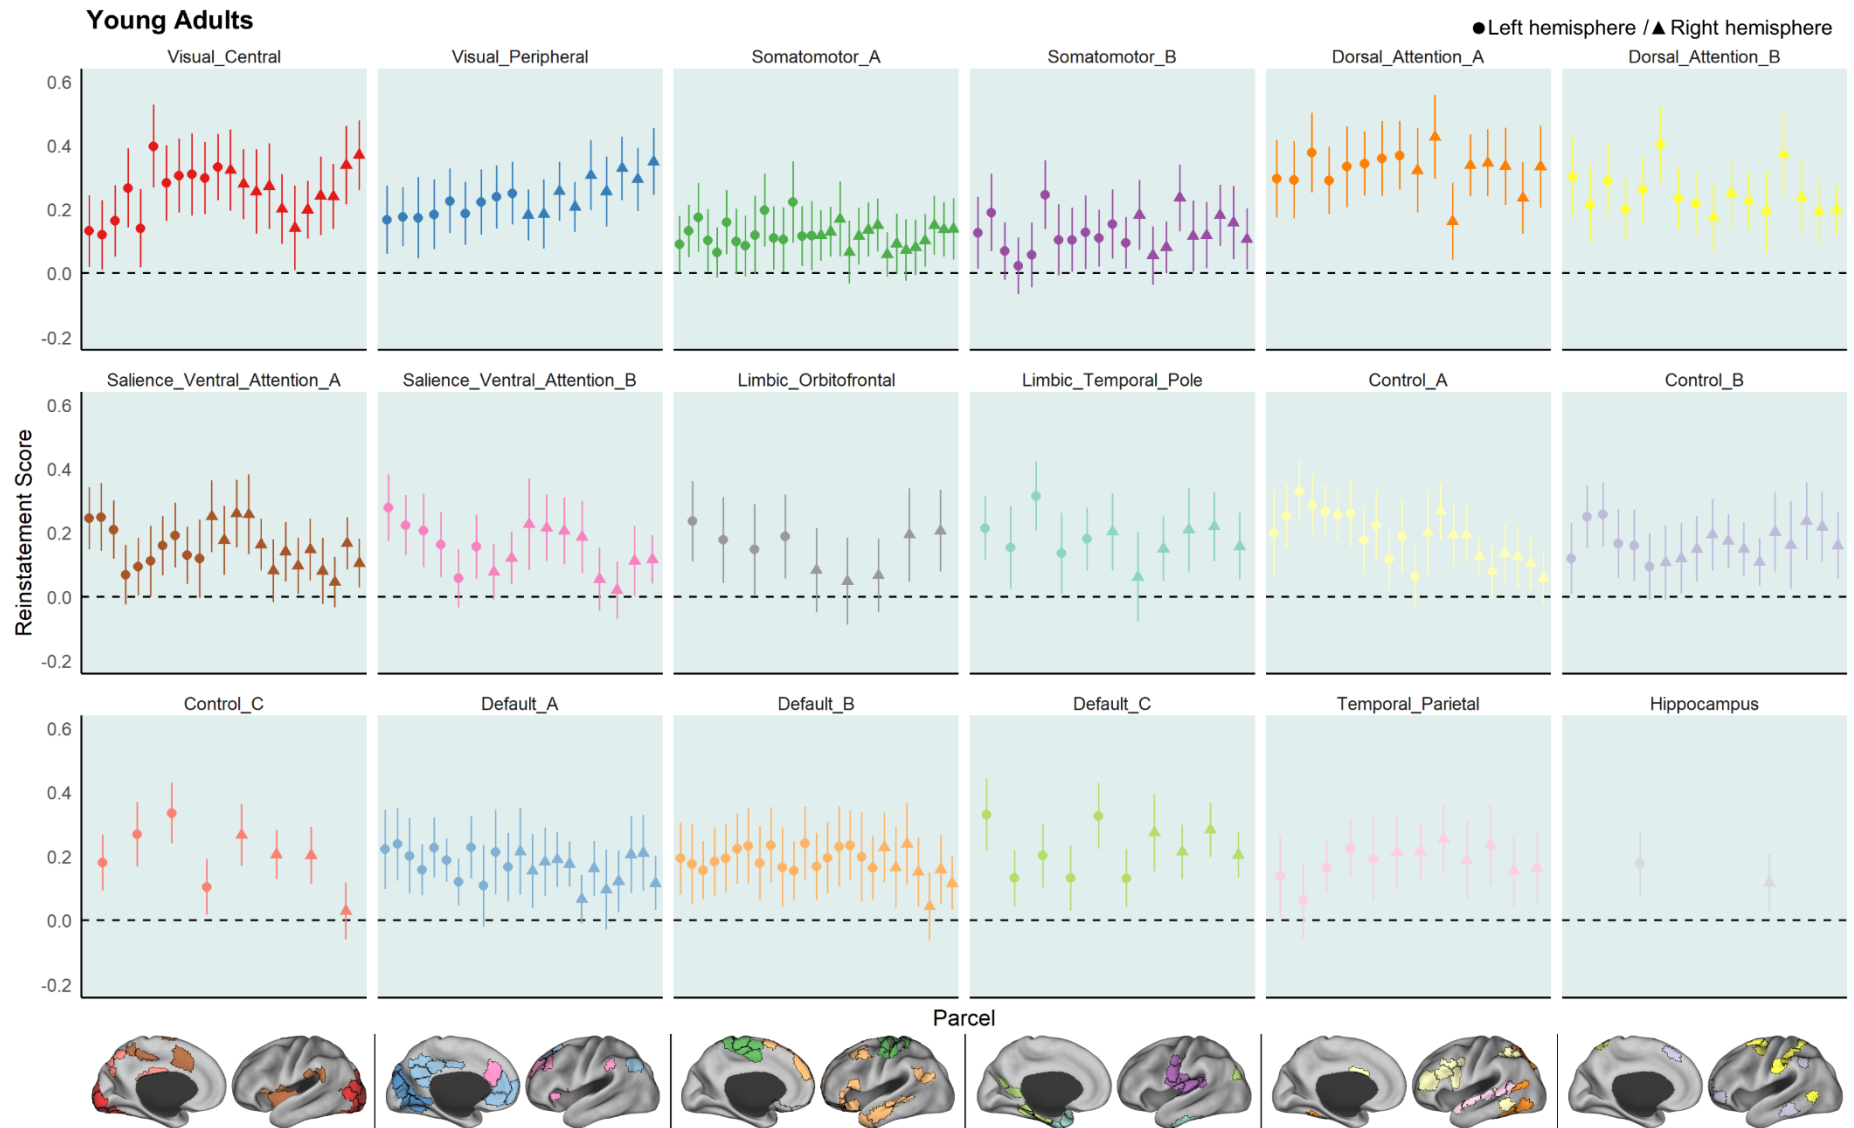 Young Adults
●Left hemisphere /▲Right hemisphere
Visual_Central Visual_Peripheral Somatomotor_A Somatomotor_B Dorsal_Attention_A Dorsal_Attention_B
0.6
0.4
0.2
0.0
-0.2
Salience_Ventral_Attention_A Salience_Ventral_Attention_B Limbic_Orbitofrontal Limbic_Temporal_Pole Control_A Control_B
0.6
0.4
0.2
0.0
-0.2
Reinstatement Score
Control_C Default_A Default_B Default_C Temporal_Parietal Hippocampus
0.6
0.4
0.2
0.0
-0.2
Parcel